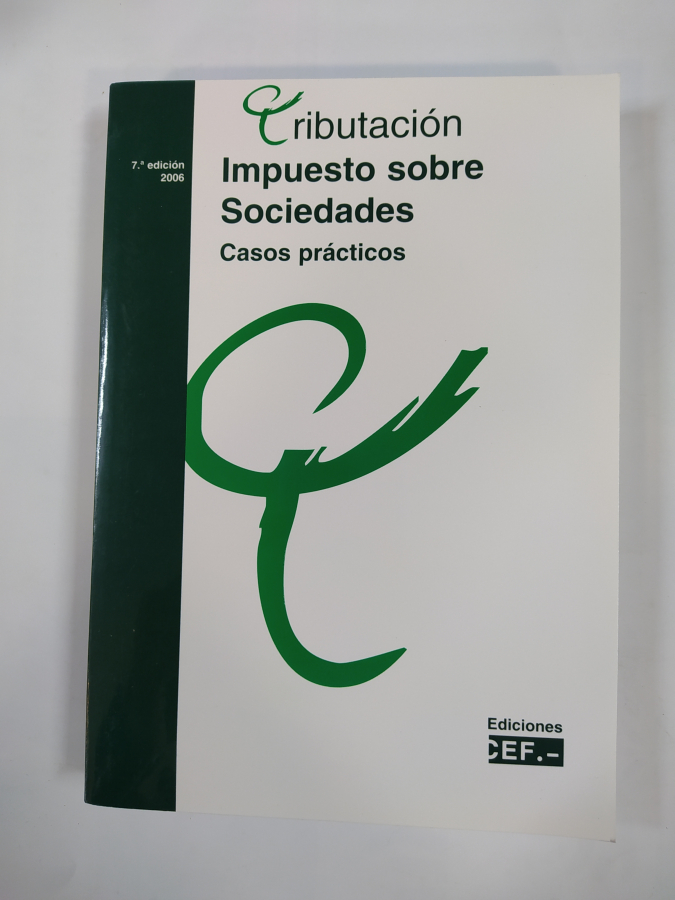 Tributación
7.ª edición
2006
Impuesto sobre
Sociedades
Casos prácticos
Ediciones
CEF.-